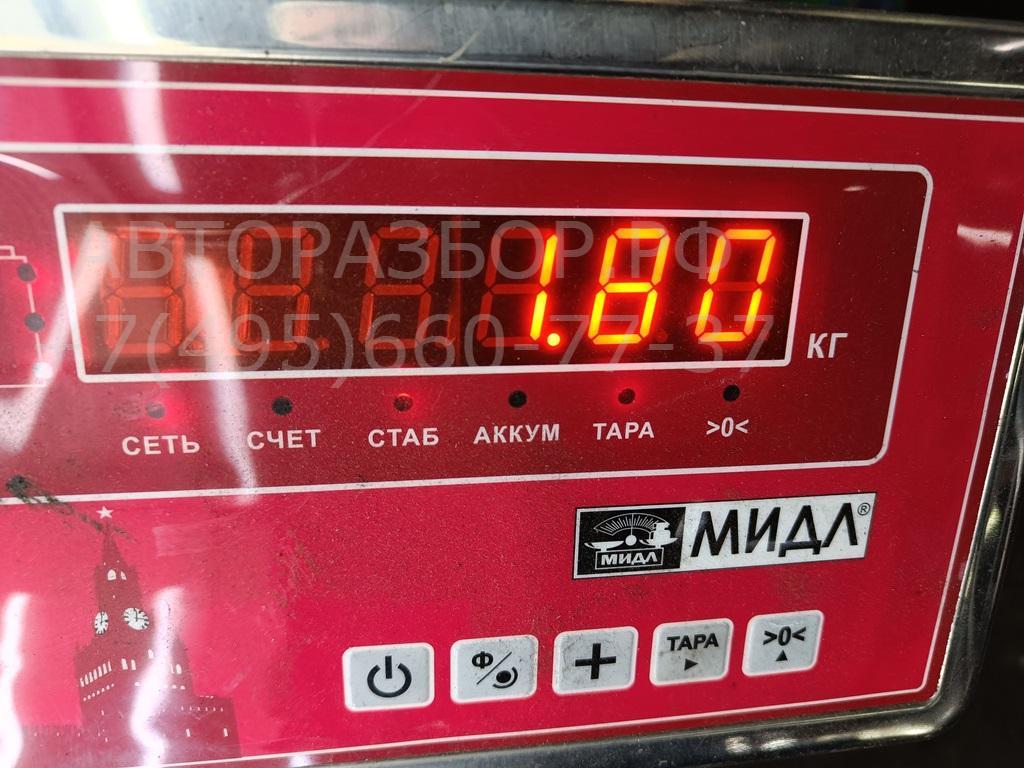 АВТОРАЗБОР.РФ
+7(495)660-77-37
1.80
КГ
СЕТЬ СЧЕТ СТАБ АККУМ ТАРА >0<
МИДЛ МИДЛ®
Ф ТАРА >0<